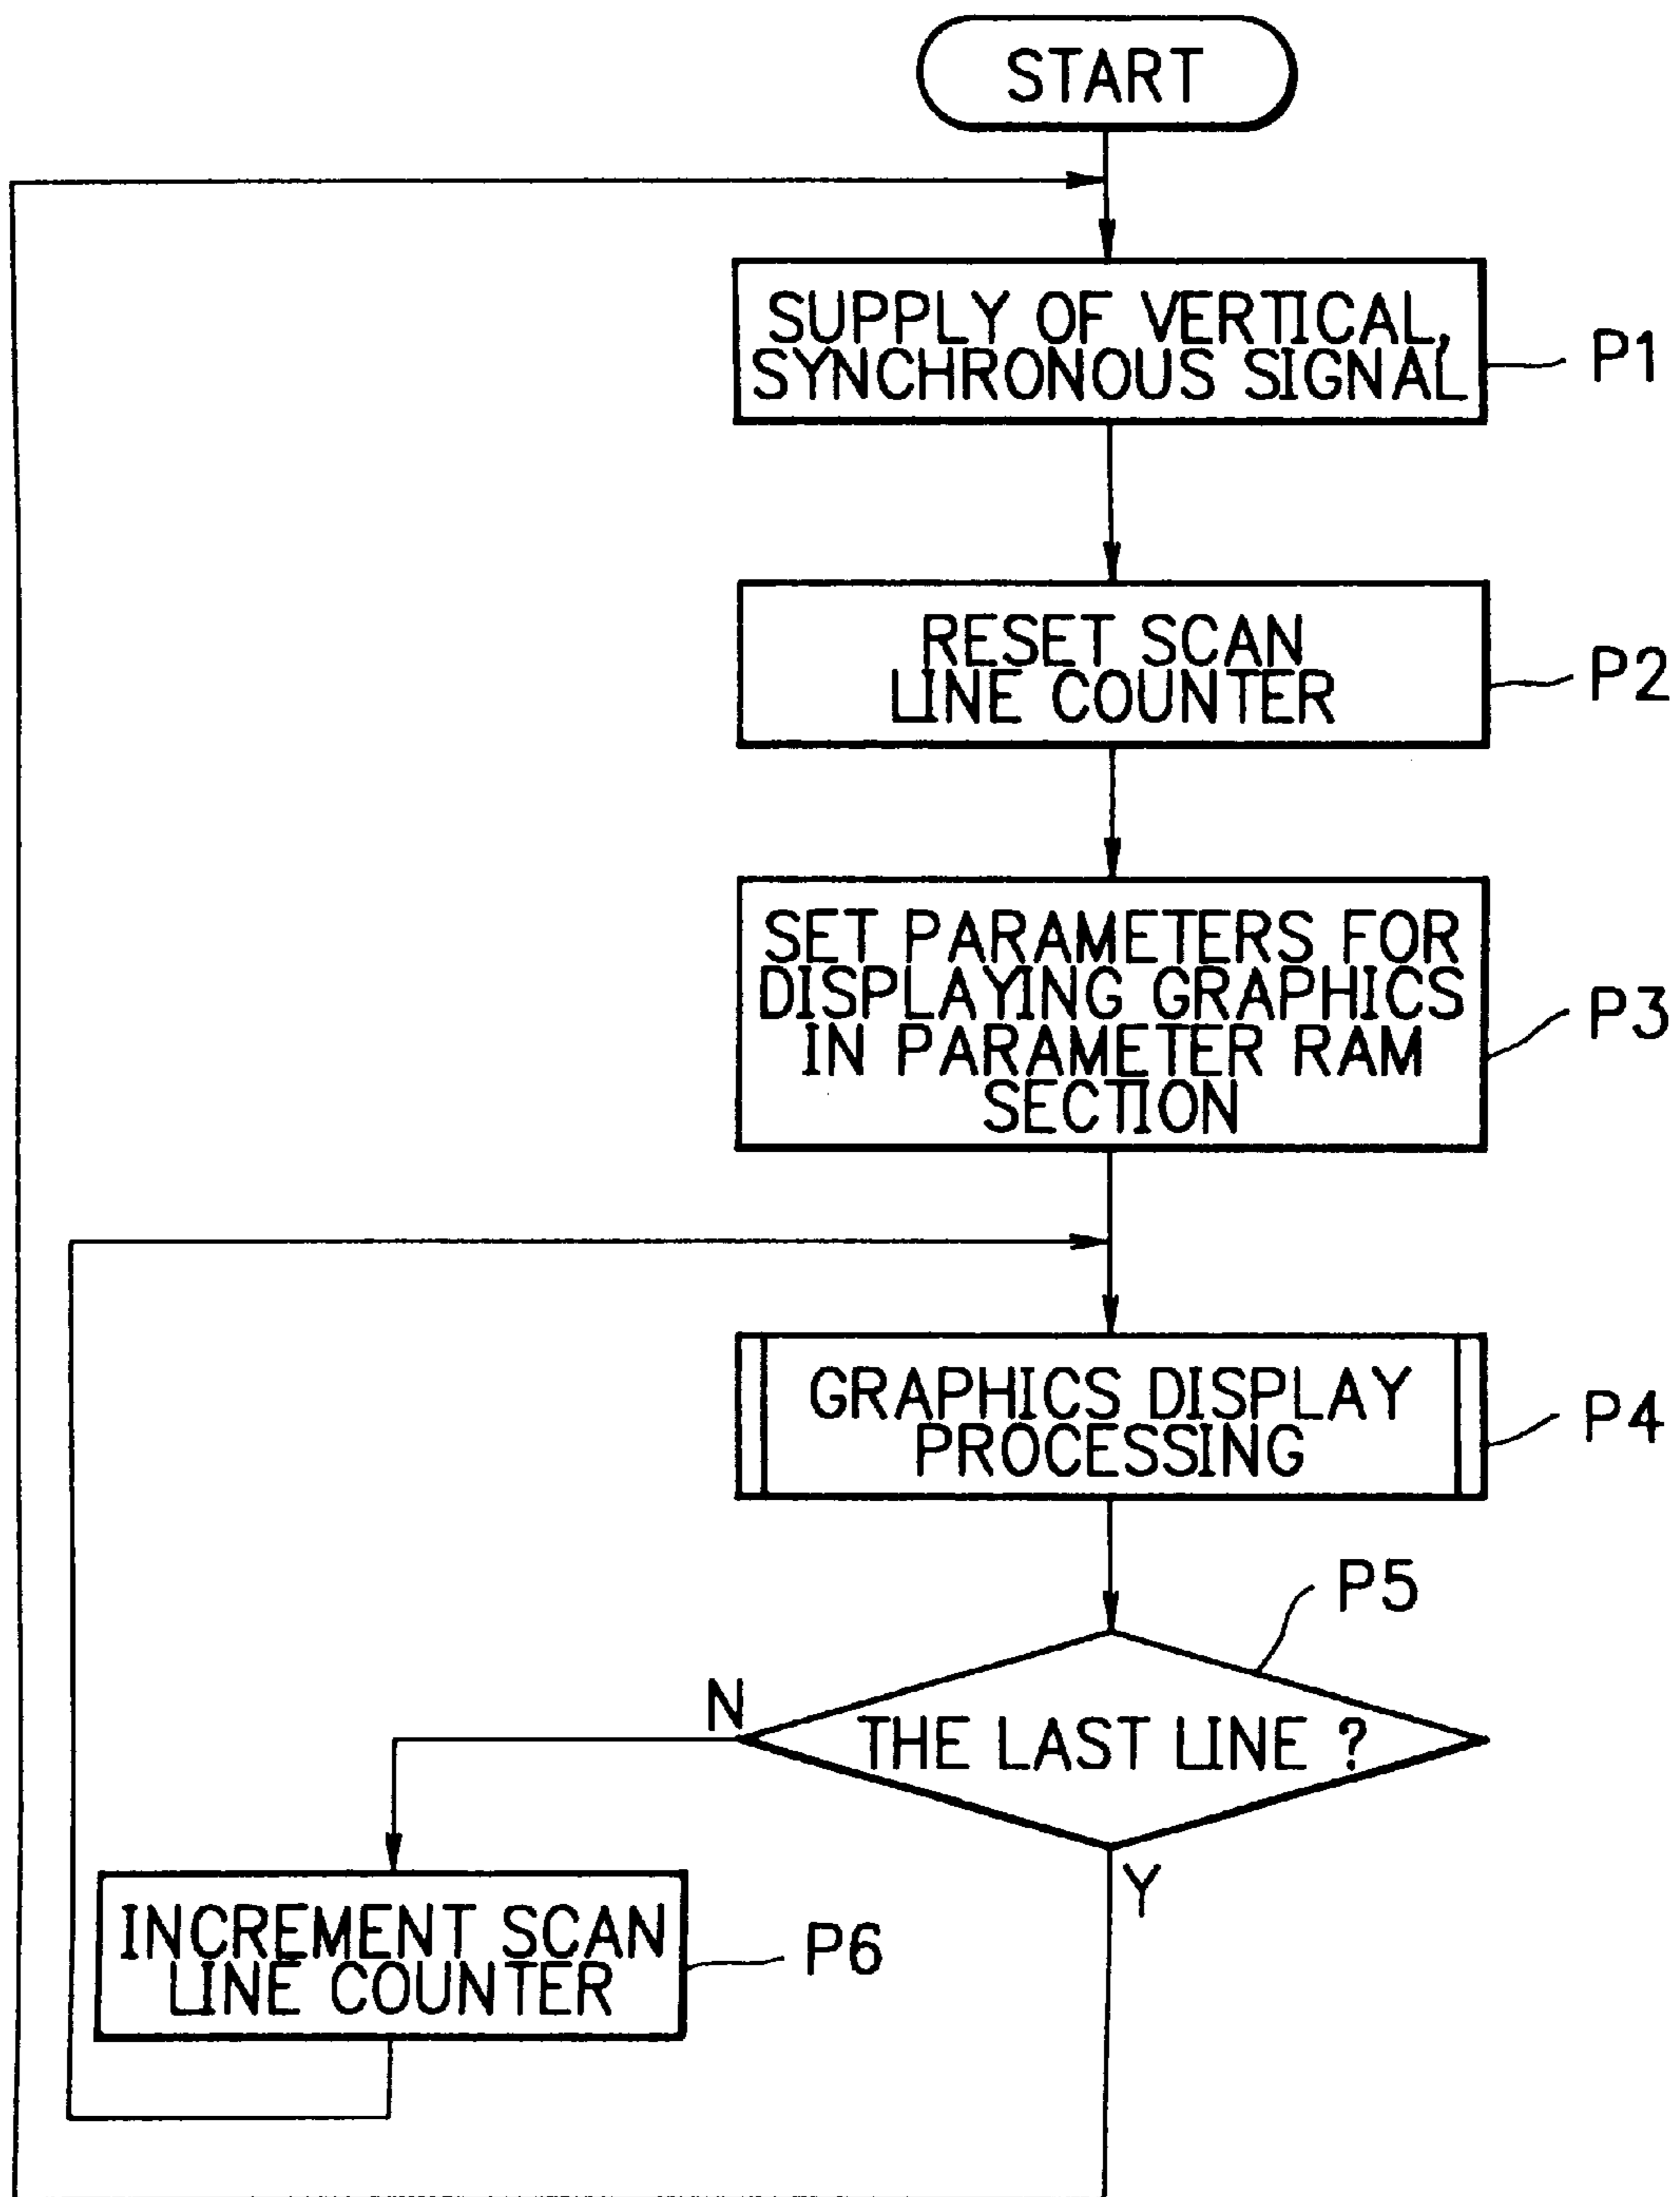 START
SUPPLY OF VERTICAL,
SYNCHRONOUS SIGNAL
P1
RESET SCAN
LINE COUNTER
P2
SET PARAMETERS FOR
DISPLAYING GRAPHICS
IN PARAMETER RAM
SECTION
P3
GRAPHICS DISPLAY
PROCESSING
P4
P5
N
THE LAST LINE ?
Y
INCREMENT SCAN
LINE COUNTER
P6